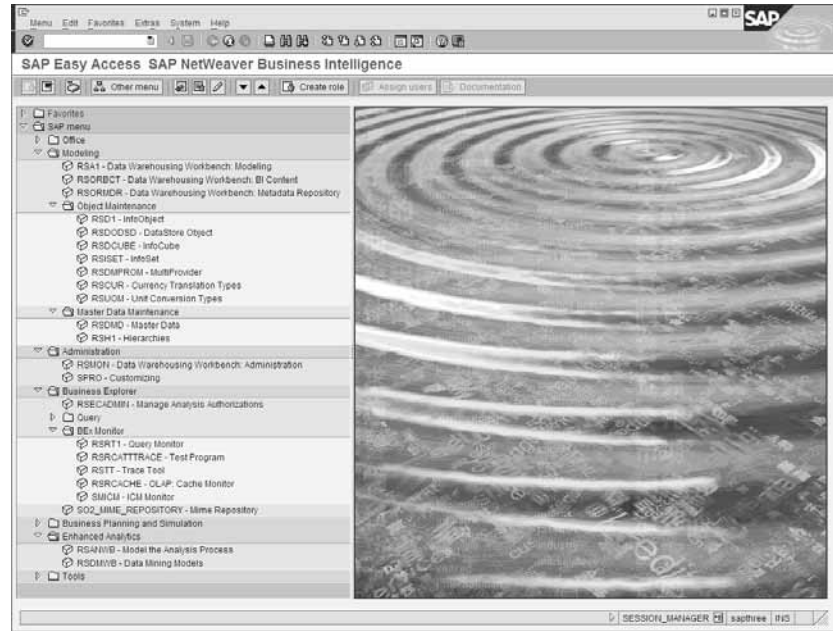 Menu Edit Favorites Extras System Help
SAP
SAP Easy Access SAP NetWeaver Business Intelligence
Other menu Create role Assign users Documentation
Favorites
SAP menu
Office
Modeling
RSA1 - Data Warehousing Workbench: Modeling
RSORBCT - Data Warehousing Workbench: BI Content
RSORMDR - Data Warehousing Workbench: Metadata Repository
Object Maintenance
RSD1 - InfoObject
RSDODSD - DataStore Object
RSDCUBE - InfoCube
RSISET - InfoSet
RSDMPROM - MultiProvider
RSCUR - Currency Translation Types
RSUOM - Unit Conversion Types
Master Data Maintenance
RSDMD - Master Data
RSH1 - Hierarchies
Administration
RSMON - Data Warehousing Workbench: Administration
SPRO - Customizing
Business Explorer
RSECADMIN - Manage Analysis Authorizations
Query
BEx Monitor
RSRT1 - Query Monitor
RSRCATTTRACE - Test Program
RSTT - Trace Tool
RSRCACHE - OLAP: Cache Monitor
SMICM - ICM Monitor
SO2_MIME_REPOSITORY - Mime Repository
Business Planning and Simulation
Enhanced Analytics
RSANWB - Model the Analysis Process
RSDMWB - Data Mining Models
Tools
SESSION_MANAGER sapthree INS